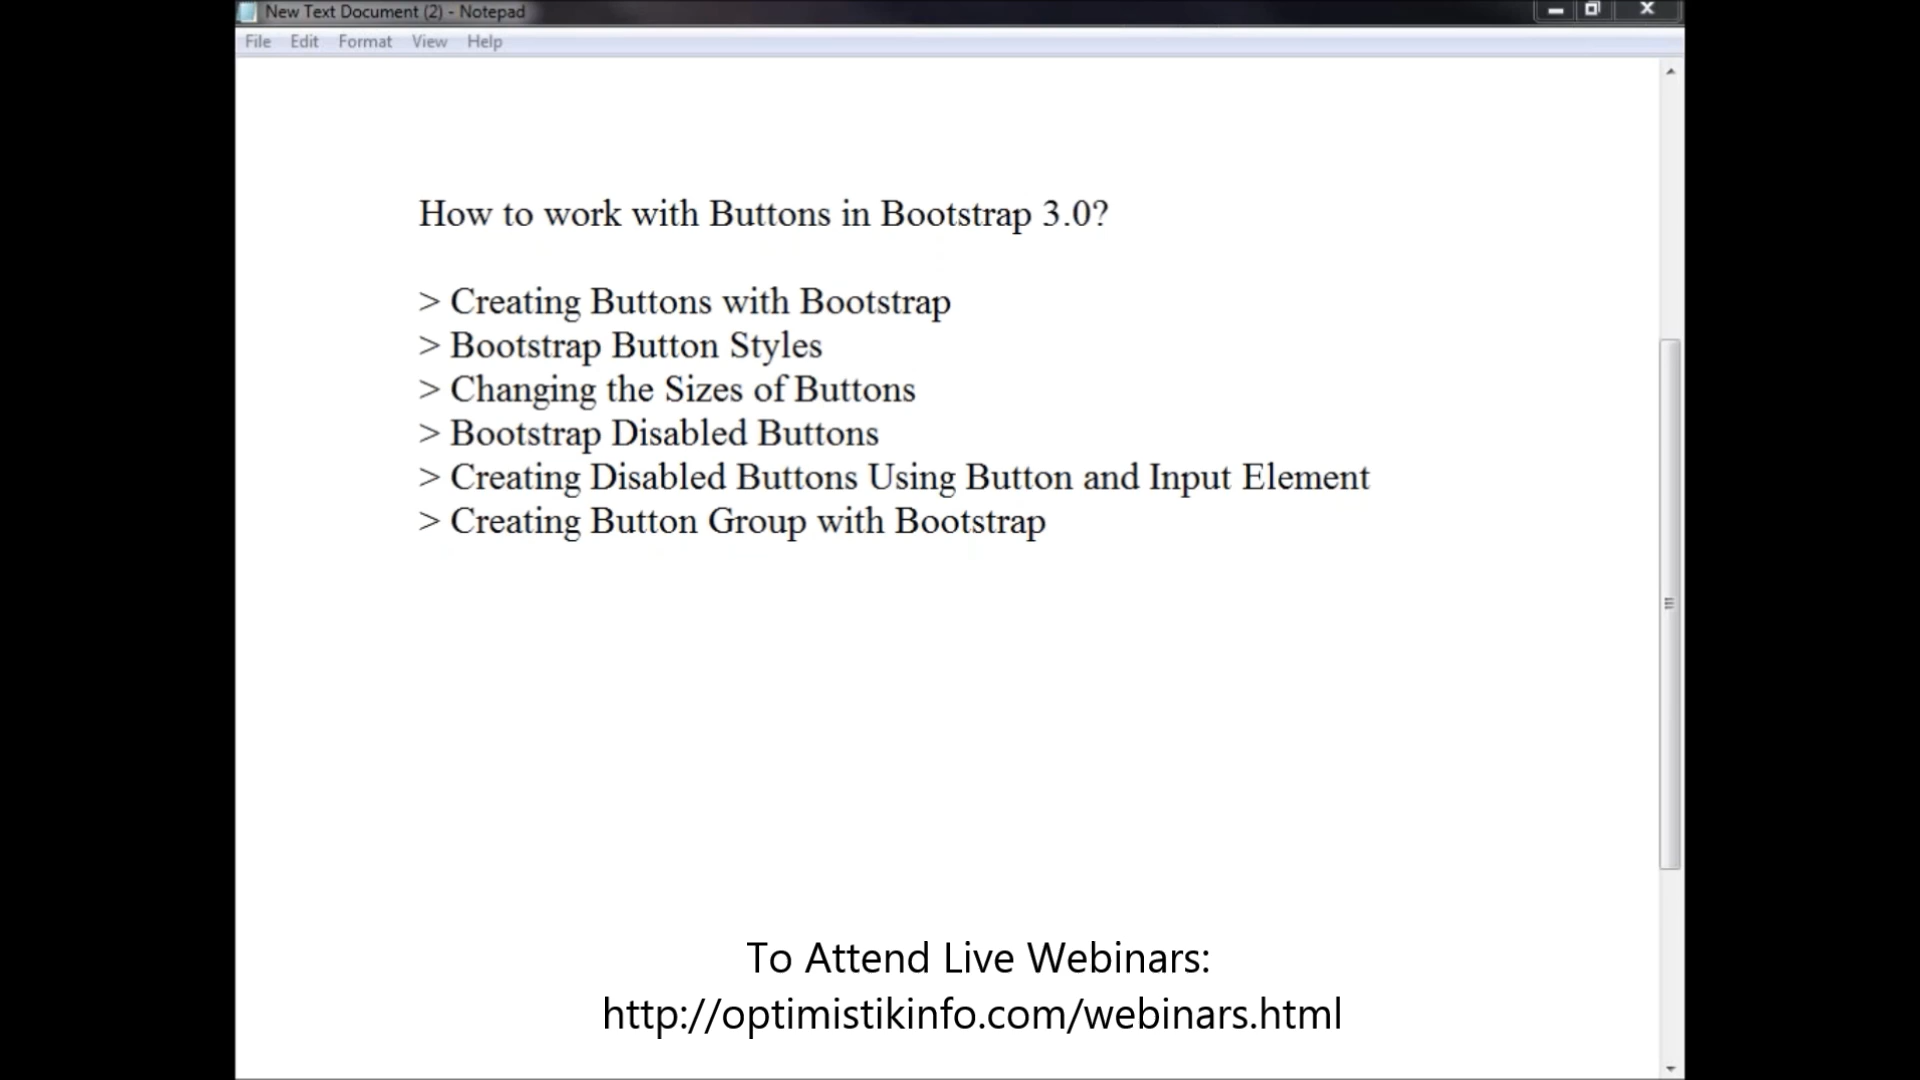 New Text Document (2) - Notepad
File Edit Format View Help
How to work with Buttons in Bootstrap 3.0?
> Creating Buttons with Bootstrap
> Bootstrap Button Styles
> Changing the Sizes of Buttons
> Bootstrap Disabled Buttons
> Creating Disabled Buttons Using Button and Input Element
> Creating Button Group with Bootstrap
To Attend Live Webinars:
http://optimistikinfo.com/webinars.html